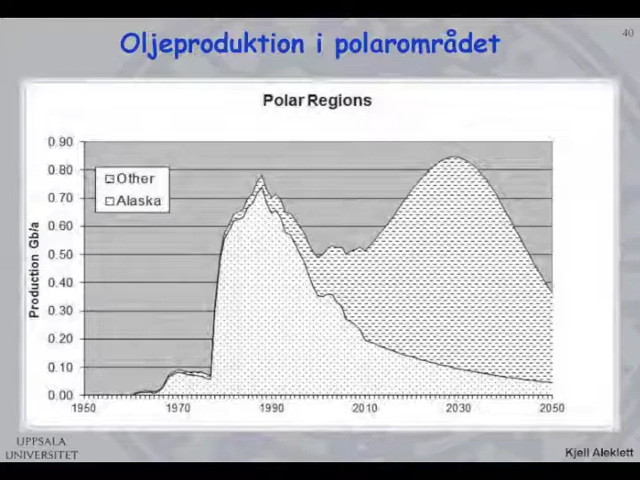 Oljeproduktion i polarområdet
40
Polar Regions
0.90
0.80
0.70
0.60
0.50
0.40
0.30
0.20
0.10
0.00
Production Gb/a
Other
Alaska
1950
1970
1990
2010
2030
2050
UPPSALA
UNIVERSITET
Kjell Aleklett